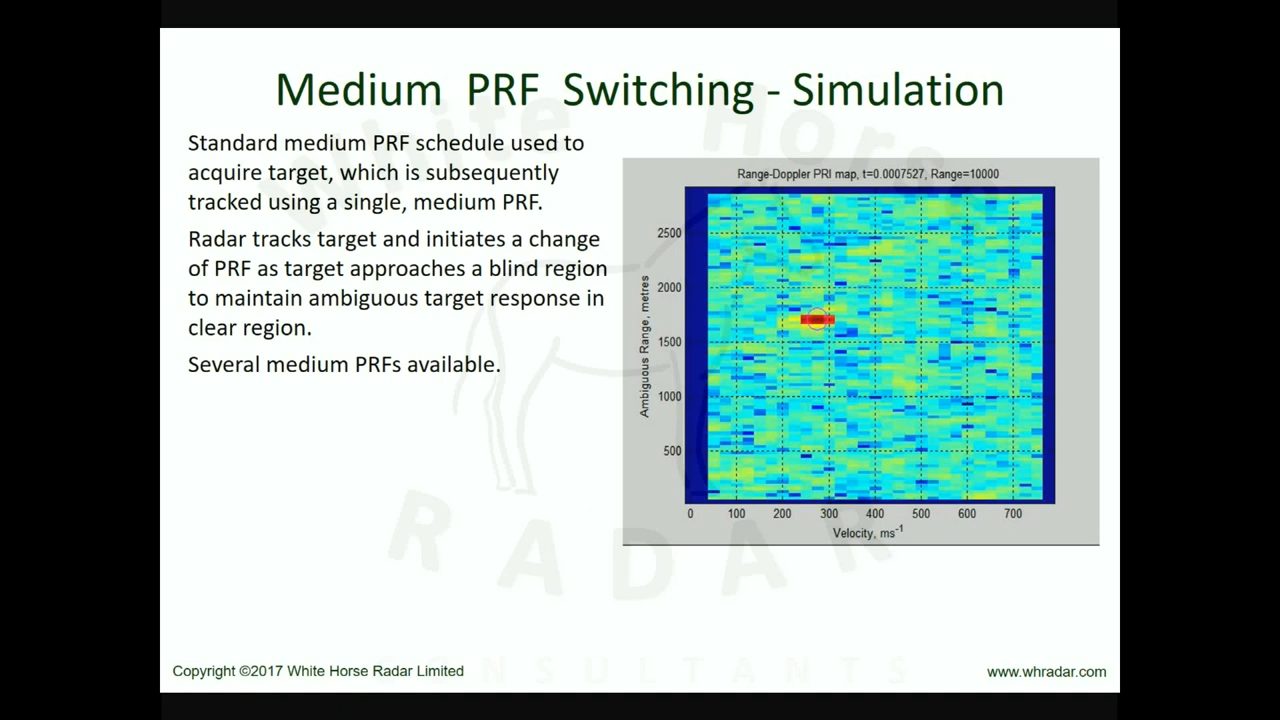 Medium PRF Switching - Simulation
Standard medium PRF schedule used to
acquire target, which is subsequently
tracked using a single, medium PRF.
Radar tracks target and initiates a change
of PRF as target approaches a blind region
to maintain ambiguous target response in
clear region.
Several medium PRFs available.
Range-Doppler PRI map, t=0.0007527, Range=10000
Ambiguous Range, metres
2500
2000
1500
1000
500
0 100 200 300 400 500 600 700
Velocity, ms-1
White Horse
RADAR
CONSULTANTS
Copyright ©2017 White Horse Radar Limited
www.whradar.com